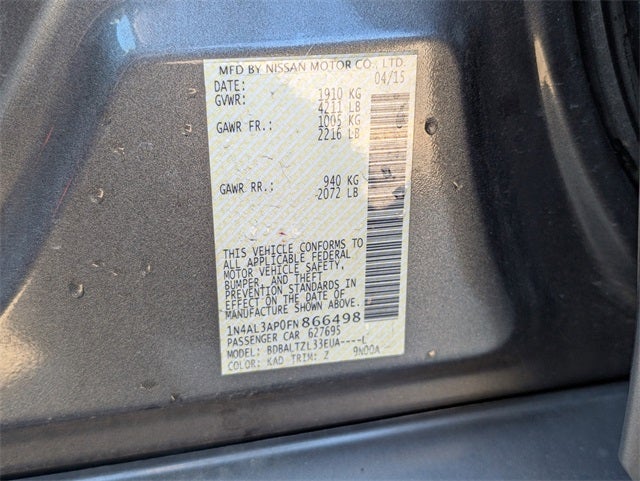 MFD BY NISSAN MOTOR CO., LTD.
DATE: 04/15
GVWR: 1910 KG
4211 LB
GAWR FR.: 1005 KG
2216 LB
GAWR RR.: 940 KG
2072 LB
THIS VEHICLE CONFORMS TO
ALL APPLICABLE FEDERAL
MOTOR VEHICLE SAFETY,
BUMPER, AND THEFT
PREVENTION STANDARDS IN
EFFECT ON THE DATE OF
MANUFACTURE SHOWN ABOVE.
1N4AL3AP0FN866498
PASSENGER CAR 627695
MODEL: BDBALTZL33EUA----C
COLOR: KAD TRIM: Z 9N00A